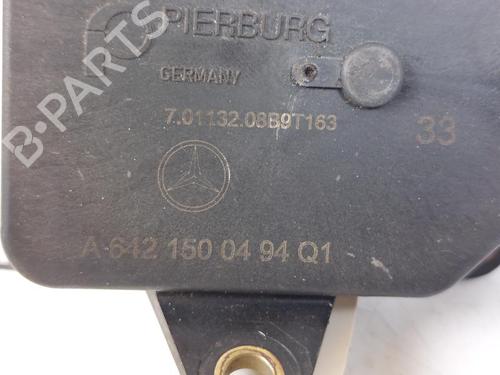 PIERBURG
GERMANY
7.01132.08B9T163
33
A 642 150 04 94 Q1
B-PARTS